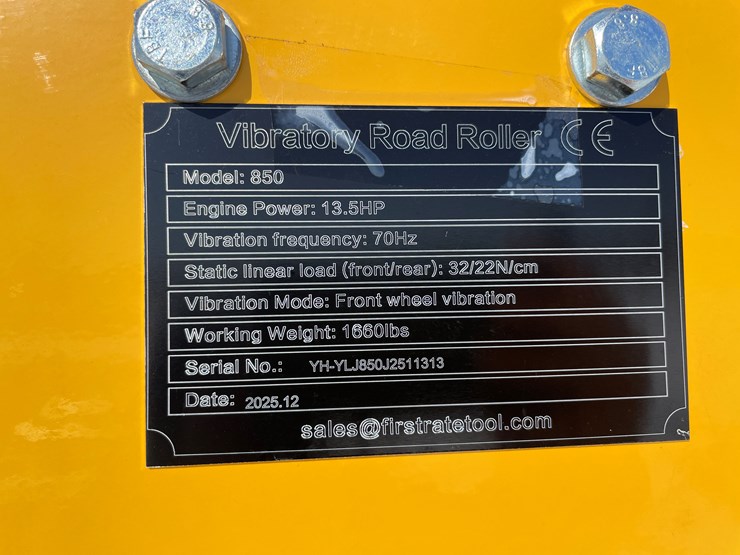 Vibratory Road Roller CE
Model: 850
Engine Power: 13.5HP
Vibration frequency: 70Hz
Static linear load (front/rear): 32/22N/cm
Vibration Mode: Front wheel vibration
Working Weight: 1660lbs
Serial No.: YH-YLJ850J2511313
Date: 2025.12
sales@firstratetool.com